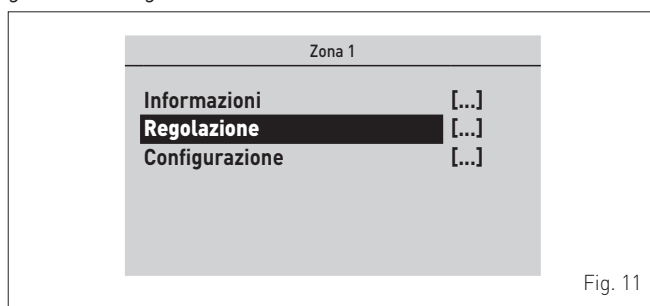 Zona 1
Informazioni [...]
Regolazione [...]
Configurazione [...]
Fig. 11